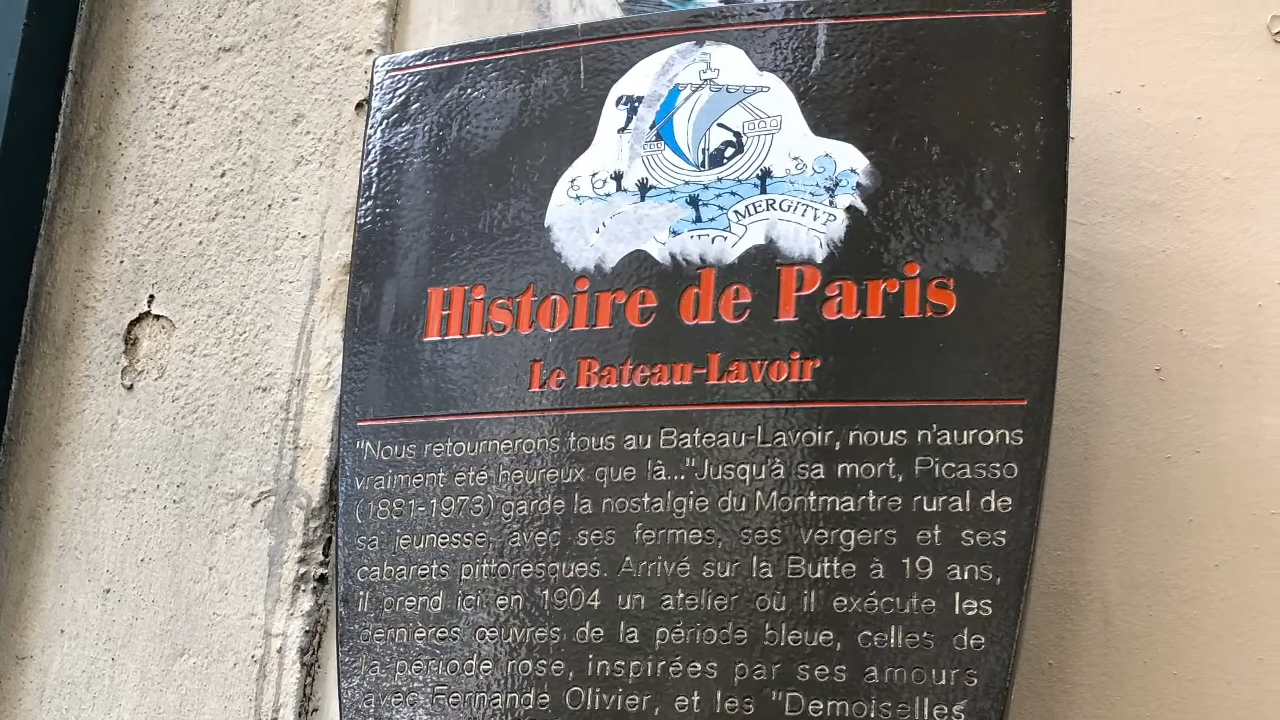 MERGITVR
Histoire de Paris
Le Bateau-Lavoir
"Nous retournerons tous au Bateau-Lavoir, nous n'aurons
vraiment été heureux que là..."Jusqu'à sa mort, Picasso
(1881-1973) garde la nostalgie du Montmartre rural de
sa jeunesse, avec ses fermes, ses vergers et ses
cabarets pittoresques. Arrivé sur la Butte à 19 ans,
il prend ici en 1904 un atelier où il exécute les
dernières œuvres de la période bleue, celles de
la période rose, inspirées par ses amours
avec Fernande Olivier, et les "Demoiselles